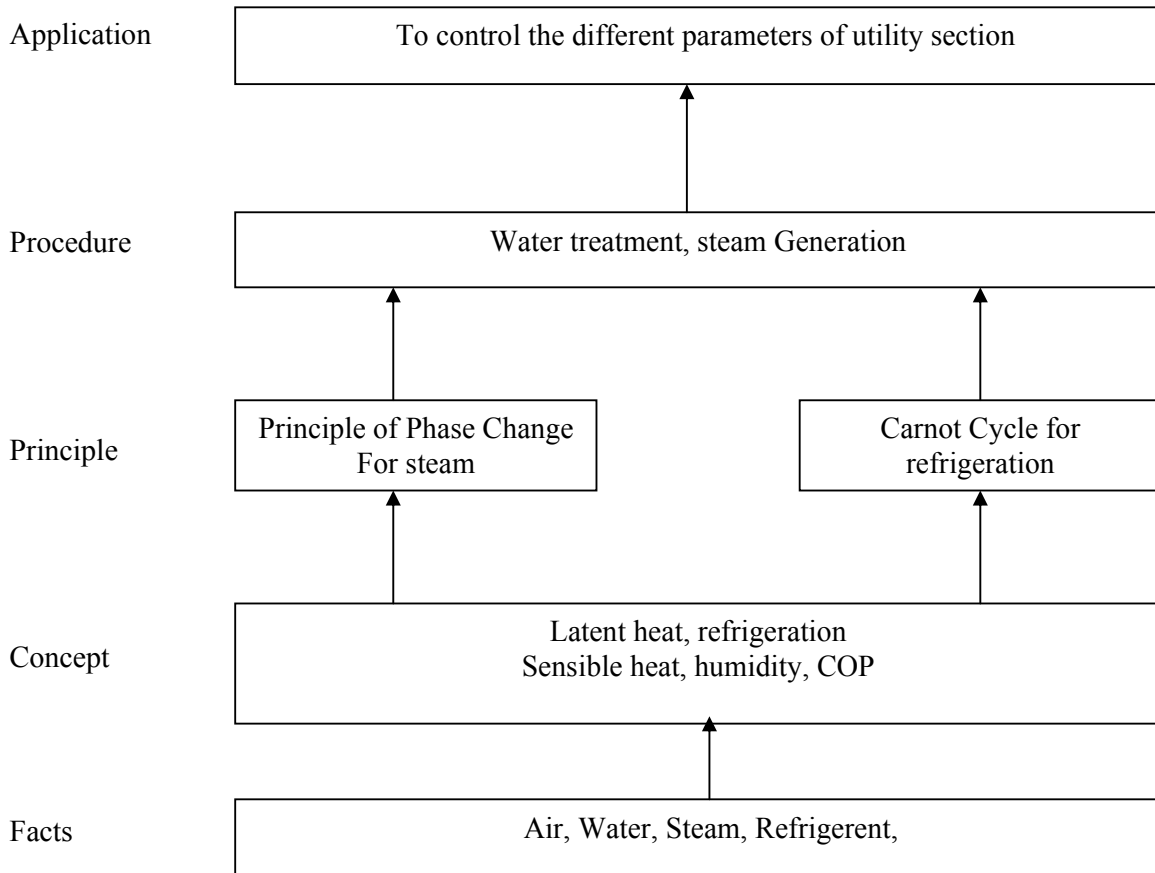 Application
To control the different parameters of utility section
Procedure
Water treatment, steam Generation
Principle
Principle of Phase Change
For steam
Carnot Cycle for
refrigeration
Concept
Latent heat, refrigeration
Sensible heat, humidity, COP
Facts
Air, Water, Steam, Refrigerent,